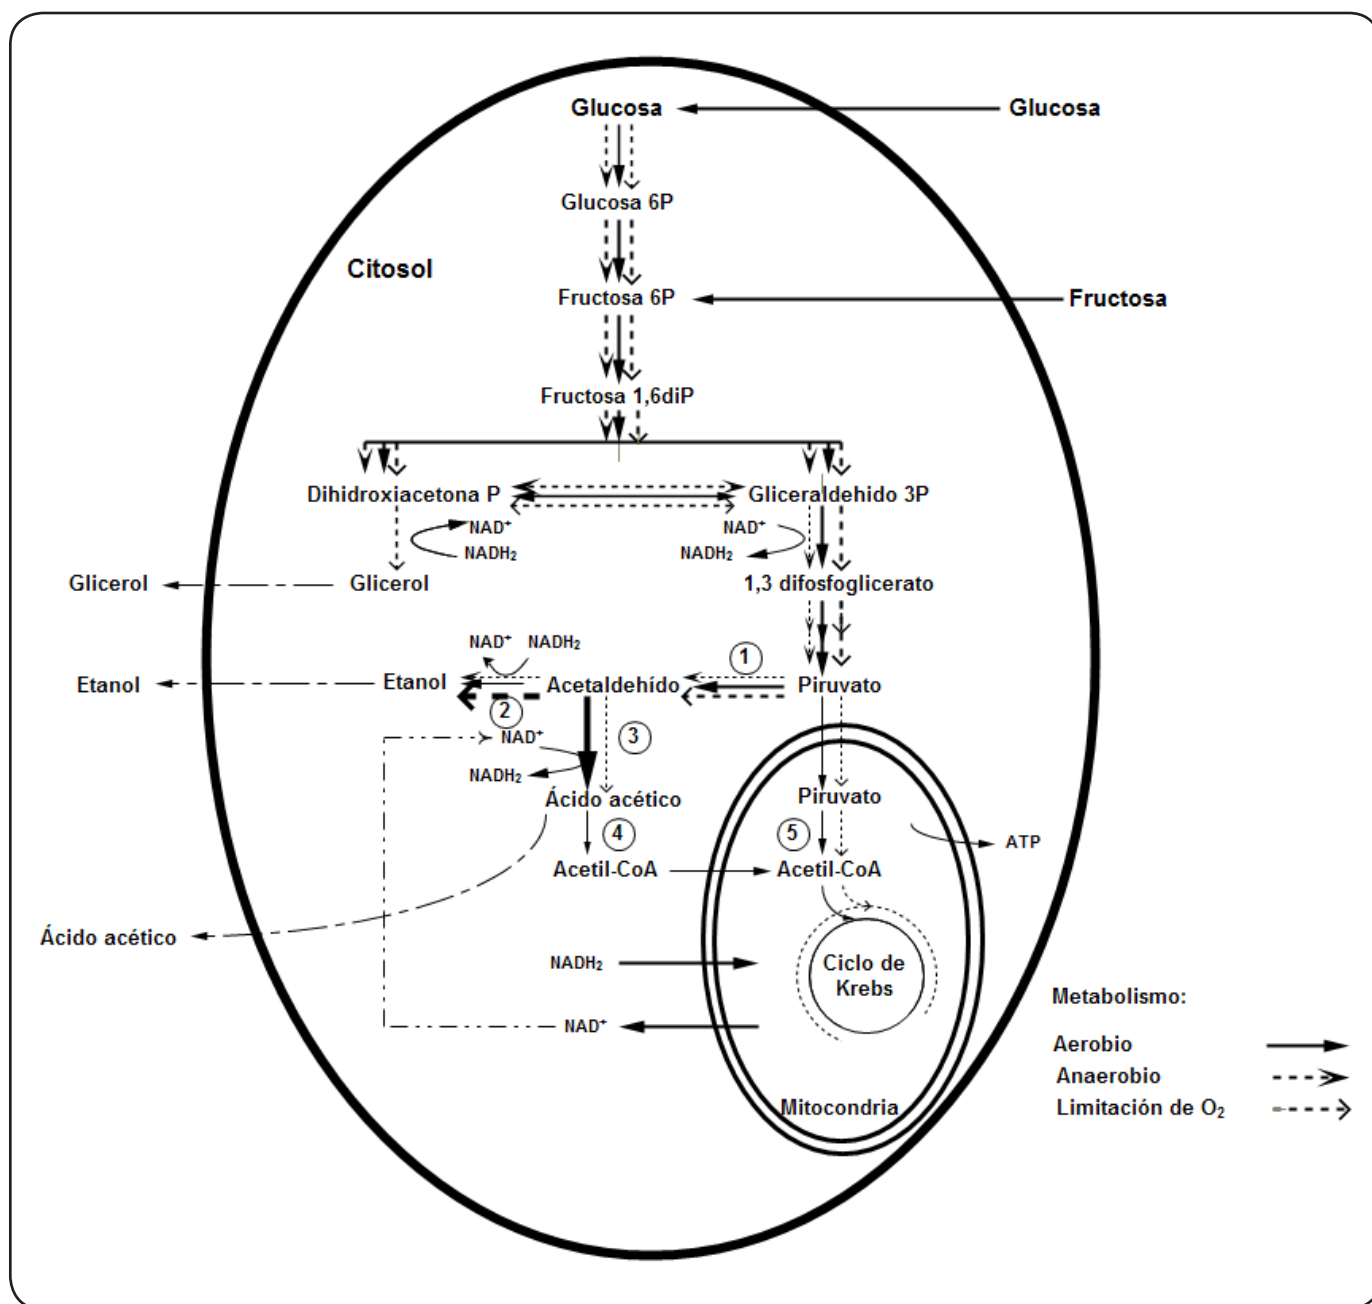 Glucosa
Glucosa
Glucosa 6P
Citosol
Fructosa 6P
Fructosa
Fructosa 1,6diP
Dihidroxiacetona P
Gliceraldehido 3P
NAD⁺
NADH₂
NAD⁺
NADH₂
Glicerol
Glicerol
1,3 difosfoglicerato
NAD⁺
NADH₂
1
Etanol
Etanol
Acetaldehído
Piruvato
2
NAD⁺
3
NADH₂
Ácido acético
Piruvato
4
5
ATP
Acetil-CoA
Acetil-CoA
Ácido acético
NADH₂
Ciclo de
Krebs
NAD⁺
Mitocondria
Metabolismo:
Aerobio
Anaerobio
Limitación de O₂